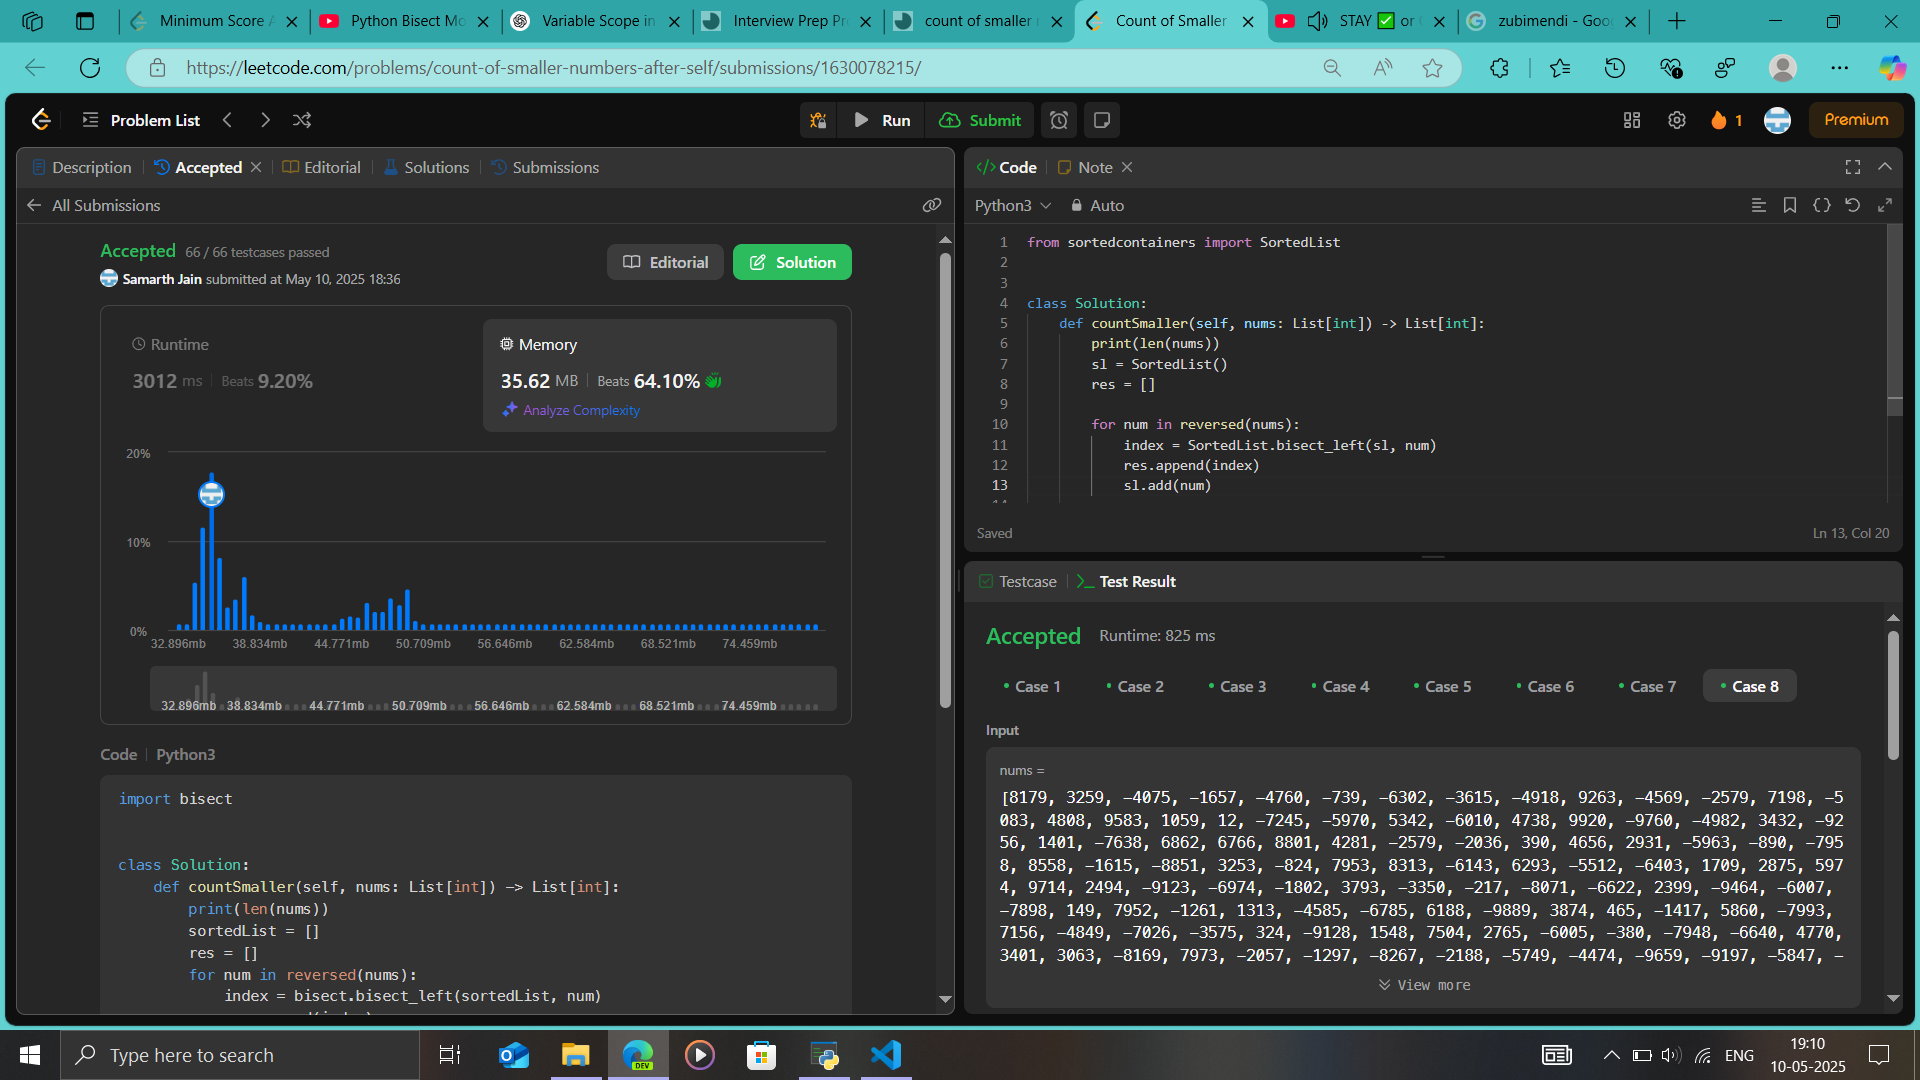 Minimum Score A
Python Bisect Mo
Variable Scope in
Interview Prep Pr
count of smaller
Count of Smaller
STAY ✅ or
zubimendi - Goo
https://leetcode.com/problems/count-of-smaller-numbers-after-self/submissions/1630078215/
Problem List
Run
Submit
1
Premium
Description
Accepted
Editorial
Solutions
Submissions
All Submissions
Accepted 66 / 66 testcases passed
Samarth Jain submitted at May 10, 2025 18:36
Editorial
Solution
Runtime
3012 ms | Beats 9.20%
Memory
35.62 MB | Beats 64.10%
Analyze Complexity
20%
10%
0%
32.896mb 38.834mb 44.771mb 50.709mb 56.646mb 62.584mb 68.521mb 74.459mb
32.896mb 38.834mb 44.771mb 50.709mb 56.646mb 62.584mb 68.521mb 74.459mb
Code | Python3
import bisect
class Solution:
def countSmaller(self, nums: List[int]) -> List[int]:
print(len(nums))
sortedList = []
res = []
for num in reversed(nums):
index = bisect.bisect_left(sortedList, num)
</> Code
Note
Python3
Auto
1 from sortedcontainers import SortedList
2
3
4 class Solution:
5 def countSmaller(self, nums: List[int]) -> List[int]:
6 print(len(nums))
7 sl = SortedList()
8 res = []
9
10 for num in reversed(nums):
11 index = SortedList.bisect_left(sl, num)
12 res.append(index)
13 sl.add(num)
Saved
Ln 13, Col 20
Testcase
Test Result
Accepted Runtime: 825 ms
Case 1
Case 2
Case 3
Case 4
Case 5
Case 6
Case 7
Case 8
Input
nums =
[8179, 3259, −4075, −1657, −4760, −739, −6302, −3615, −4918, 9263, −4569, −2579, 7198, −5
083, 4808, 9583, 1059, 12, −7245, −5970, 5342, −6010, 4738, 9920, −9760, −4982, 3432, −92
56, 1401, −7638, 6862, 6766, 8801, 4281, −2579, −2036, 390, 4656, 2931, −5963, −890, −795
8, 8558, −1615, −8851, 3253, −824, 7953, 8313, −6143, 6293, −5512, −6403, 1709, 2875, 597
4, 9714, 2494, −9123, −6974, −1802, 3793, −3350, −217, −8071, −6622, 2399, −9464, −6007,
−7898, 149, 7952, −1261, 1313, −4585, −6785, 6188, −9889, 3874, 465, −1417, 5860, −7993,
7156, −4849, −7026, −3575, 324, −9128, 1548, 7504, 2765, −6005, −380, −7948, −6640, 4770,
3401, 3063, −8169, 7973, −2057, −1297, −8267, −2188, −5749, −4474, −9659, −9197, −5847, −
View more
Type here to search
DEV
ENG
19:10
10-05-2025